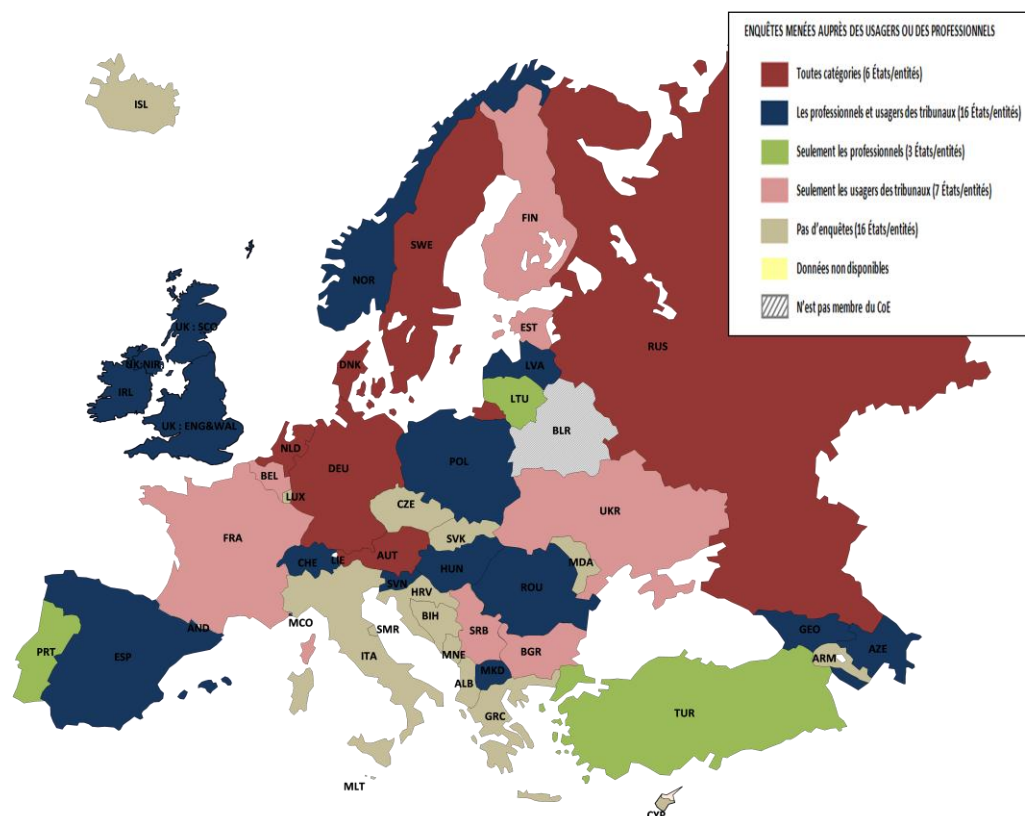 ENQUÊTES MENÉES AUPRÈS DES USAGERS OU DES PROFESSIONNELS
Toutes catégories (6 États/entités)
Les professionnels et usagers des tribunaux (16 États/entités)
Seulement les professionnels (3 États/entités)
Seulement les usagers des tribunaux (7 États/entités)
Pas d'enquêtes (16 États/entités)
Données non disponibles
N'est pas membre du CoE
ISL
FIN
SWE
NOR
UK : SCO
EST
RUS
UK:NIR
DNK
LVA
IRL
LTU
UK : ENG&WAL
BLR
NLD
POL
BEL
DEU
LUX
CZE
UKR
FRA
SVK
AUT
MDA
CHE
LIE
HUN
SVN
ROU
HRV
BIH
MCO
SMR
SRB
AND
GEO
PRT
ESP
ITA
MNE
BGR
AZE
ARM
MKD
ALB
TUR
GRC
MLT
CYP